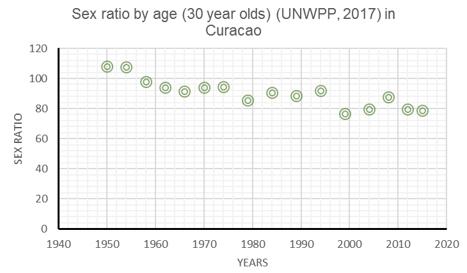 Sex ratio by age (30 year olds) (UNWPP, 2017) in
Curacao
120
100
80
60
40
20
0
SEX RATIO
1940 1950 1960 1970 1980 1990 2000 2010 2020
YEARS